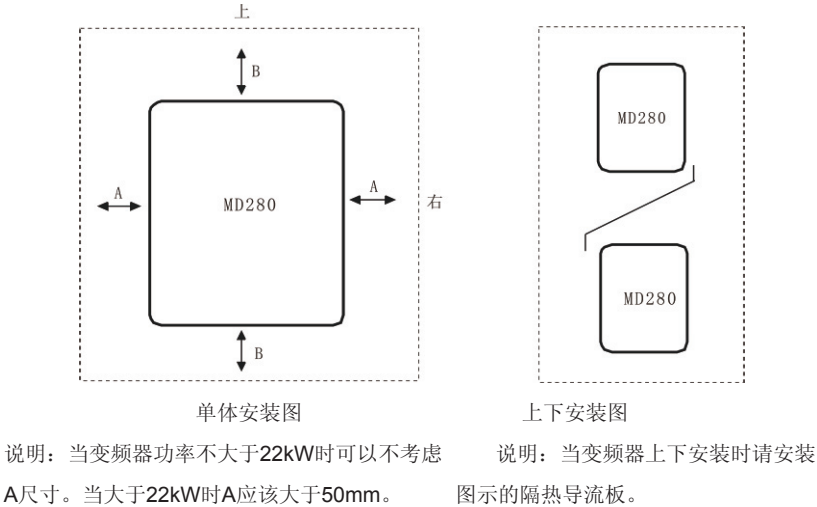 上
B
A
MD280
A
右
B
单体安装图
说明：当变频器功率不大于22kW时可以不考虑
A尺寸。当大于22kW时A应该大于50mm。
MD280
MD280
上下安装图
说明：当变频器上下安装时请安装
图示的隔热导流板。